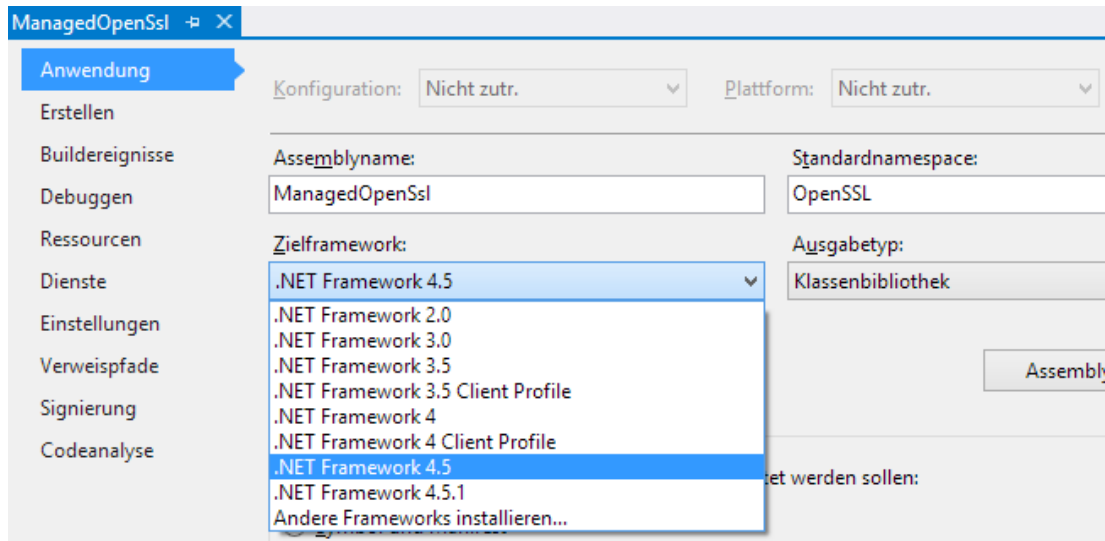 ManagedOpenSsl
Anwendung
Erstellen
Buildereignisse
Debuggen
Ressourcen
Dienste
Einstellungen
Verweispfade
Signierung
Codeanalyse
Konfiguration: Nicht zutr. Plattform: Nicht zutr.
Assemblyname: Standardnamespace:
ManagedOpenSsl OpenSSL
Zielframework: Ausgabetyp:
.NET Framework 4.5 Klassenbibliothek
.NET Framework 2.0
.NET Framework 3.0
.NET Framework 3.5
.NET Framework 3.5 Client Profile
.NET Framework 4
.NET Framework 4 Client Profile
.NET Framework 4.5
.NET Framework 4.5.1
Andere Frameworks installieren...
Assembly
tet werden sollen: